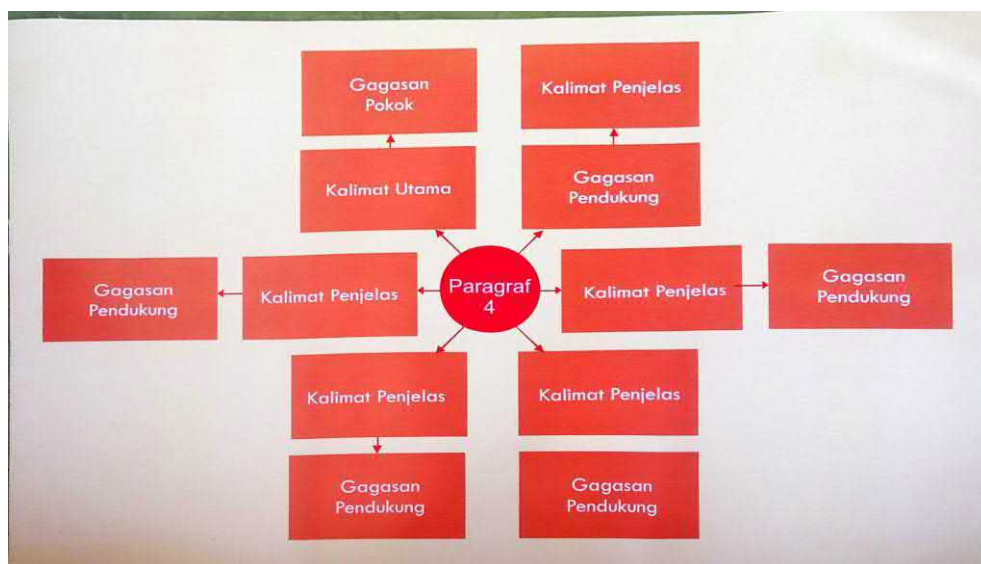 Gagasan
Pokok
Kalimat Penjelas
Kalimat Utama
Gagasan
Pendukung
Gagasan
Pendukung
Kalimat Penjelas
Paragraf
4
Kalimat Penjelas
Gagasan
Pendukung
Kalimat Penjelas
Kalimat Penjelas
Gagasan
Pendukung
Gagasan
Pendukung